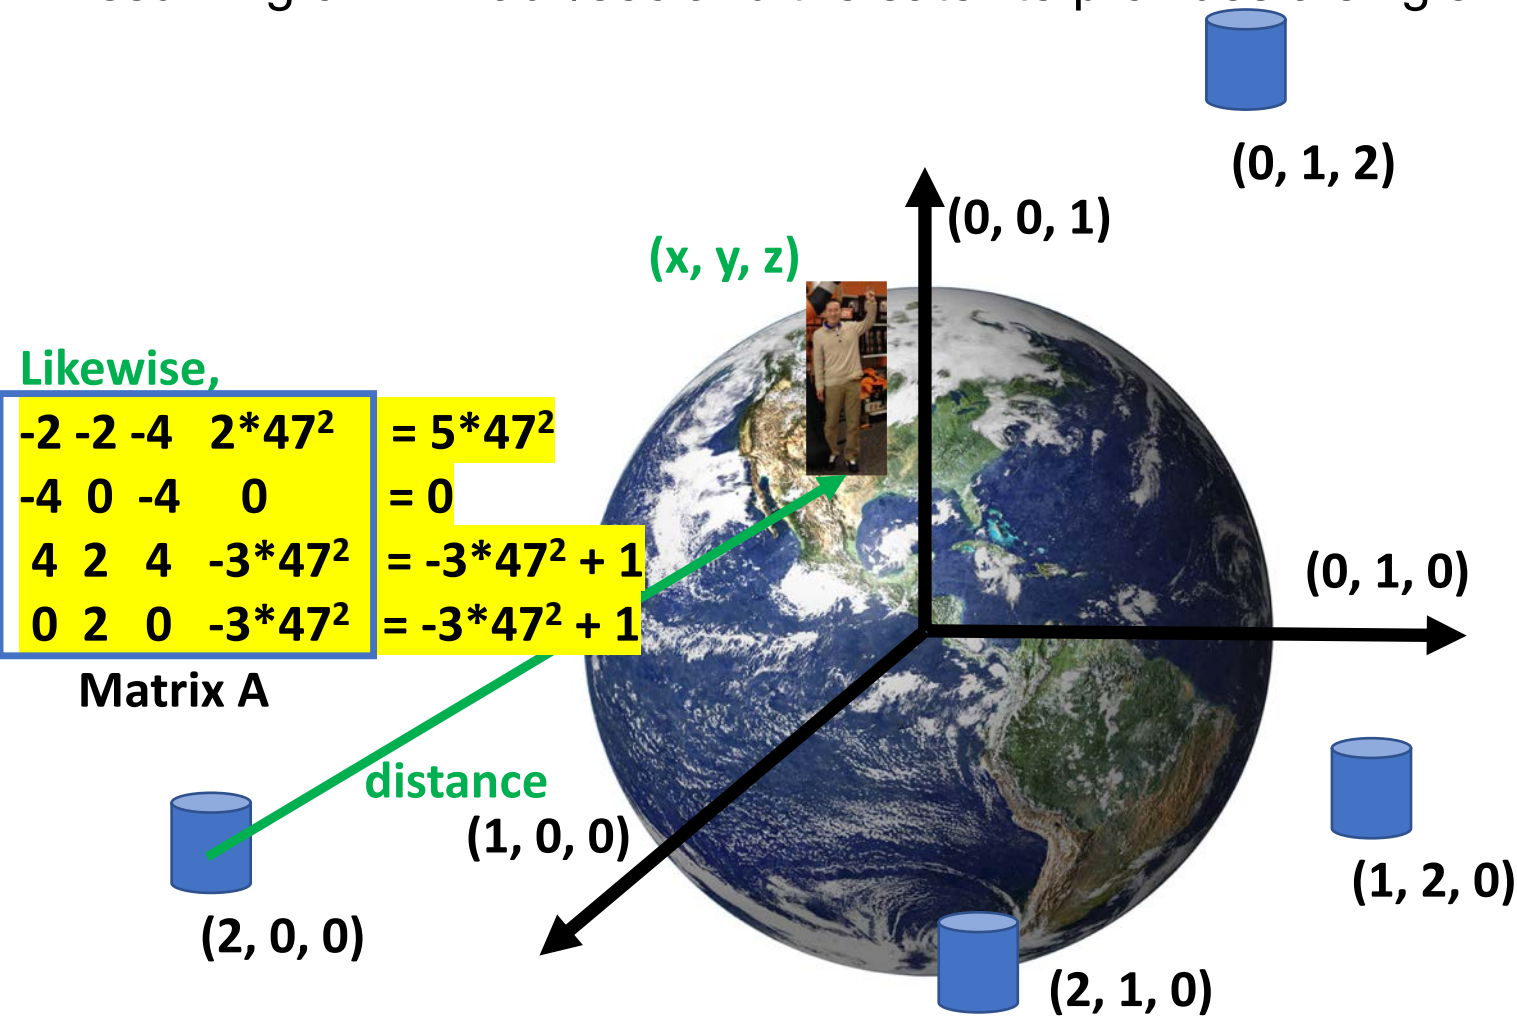 (0, 1, 2)
(0, 0, 1)
(x, y, z)
Likewise,
-2 -2 -4 2*47² = 5*47²
-4 0 -4 0 = 0
4 2 4 -3*47² = -3*47² + 1
0 2 0 -3*47² = -3*47² + 1
Matrix A
(0, 1, 0)
distance
(1, 0, 0)
(1, 2, 0)
(2, 0, 0)
(2, 1, 0)